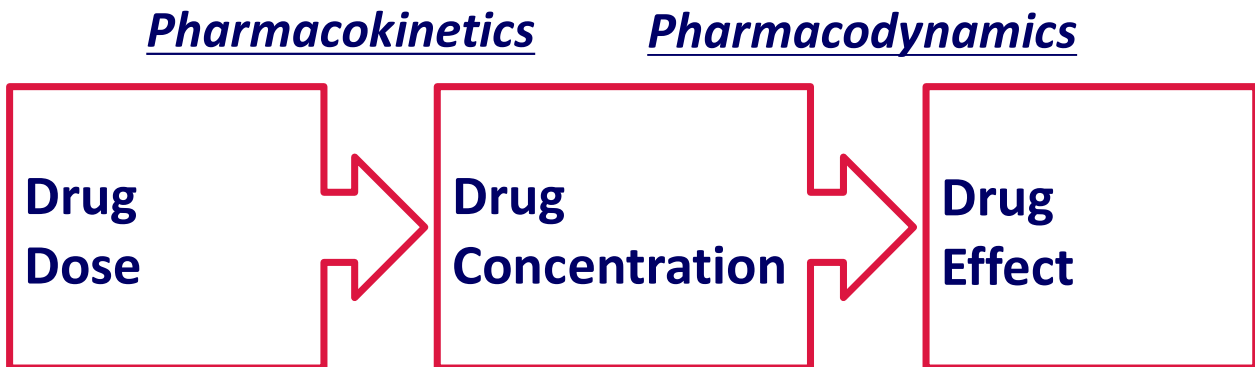 Pharmacokinetics Pharmacodynamics
Drug
Dose
Drug
Concentration
Drug
Effect